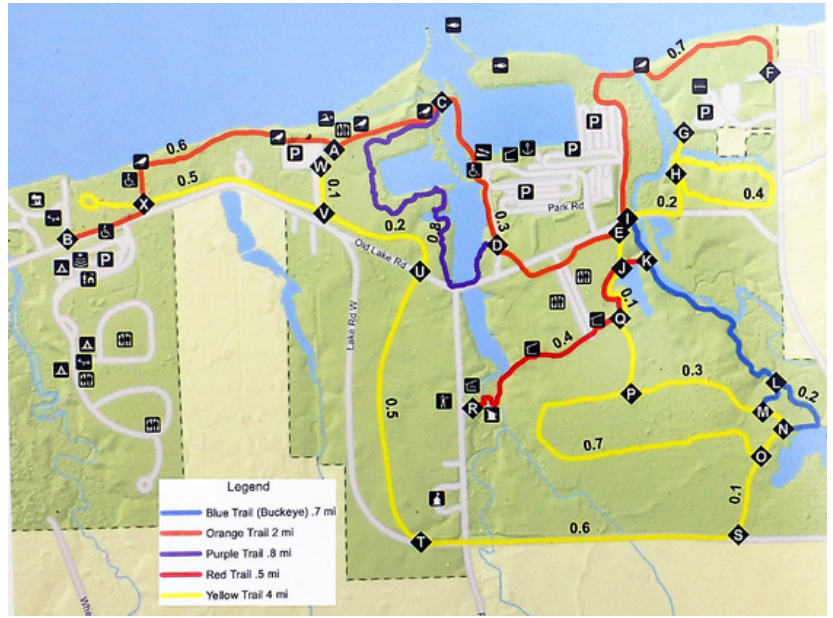 0.7
F
C
P
G
P
A
P
P
H
0.6
W
0.5
0.1
P
0.4
X
Park Rd
0.2
V
0.2
0.8
0.3
I
B
E
Old Lake Rd
D
P
U
J
K
0.1
Lake Rd W
Q
0.4
0.3
L
0.2
P
R
M
0.5
N
0.7
O
Legend
Blue Trail (Buckeye) .7 mi
0.1
Orange Trail 2 mi
0.6
S
T
Purple Trail .8 mi
Red Trail .5 mi
Yellow Trail 4 mi
Whe